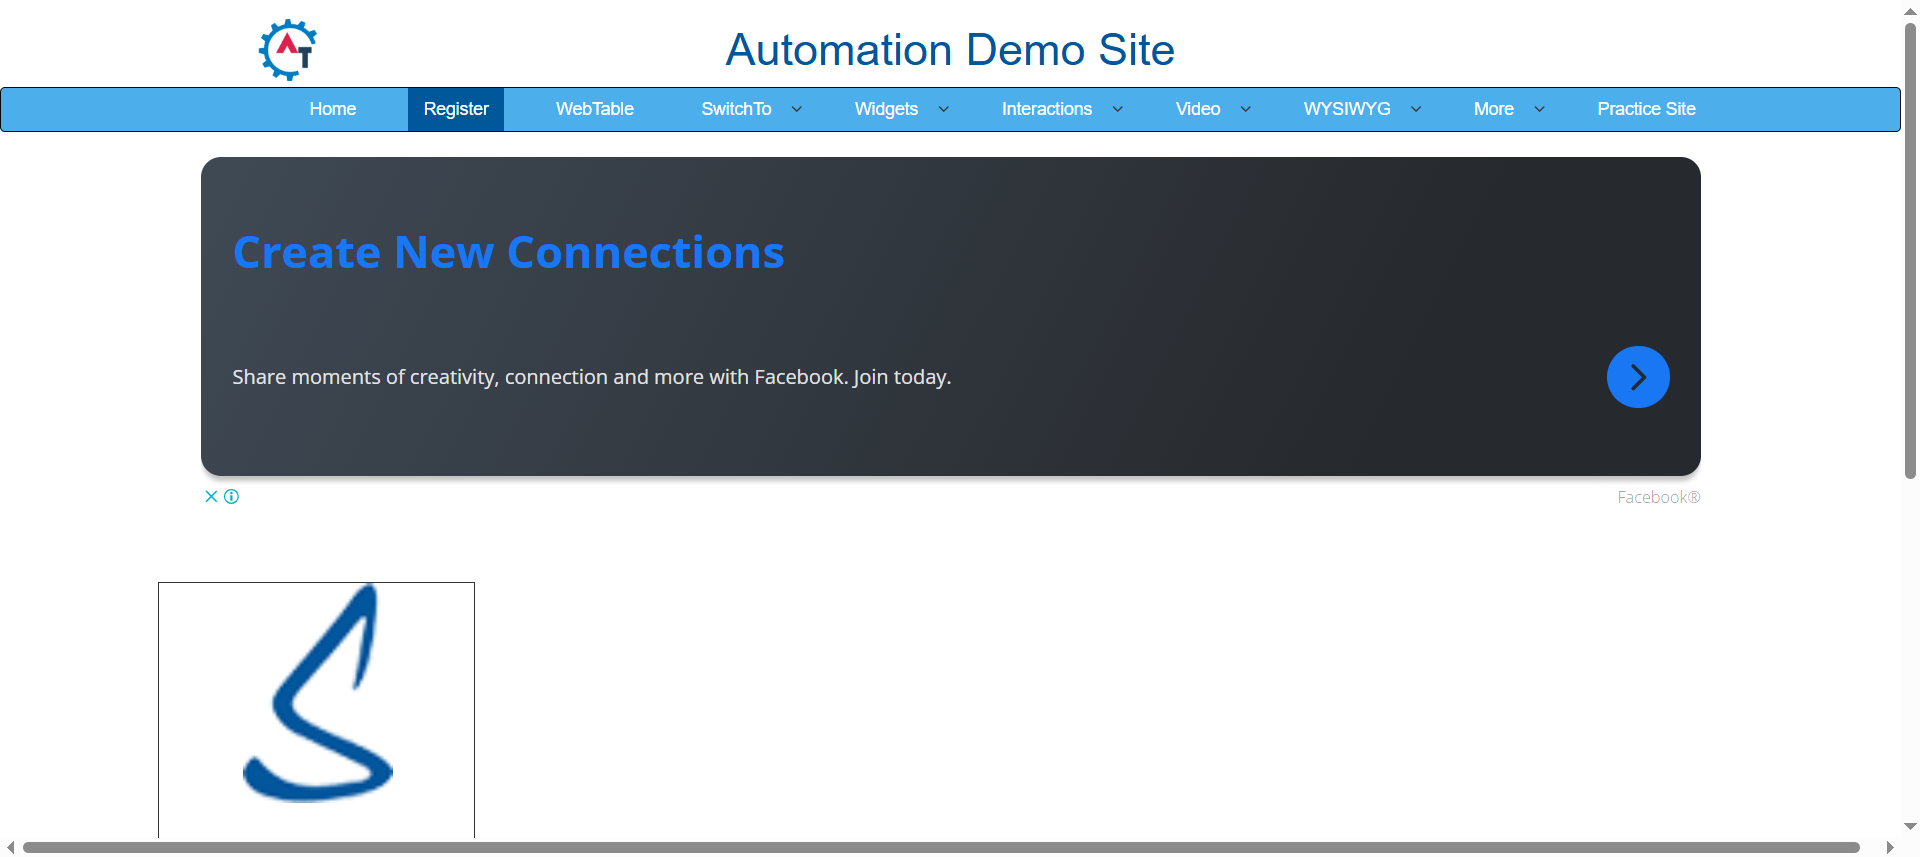 AT
Automation Demo Site
Home Register WebTable SwitchTo Widgets Interactions Video WYSIWYG More Practice Site
Create New Connections
Share moments of creativity, connection and more with Facebook. Join today.
Facebook®